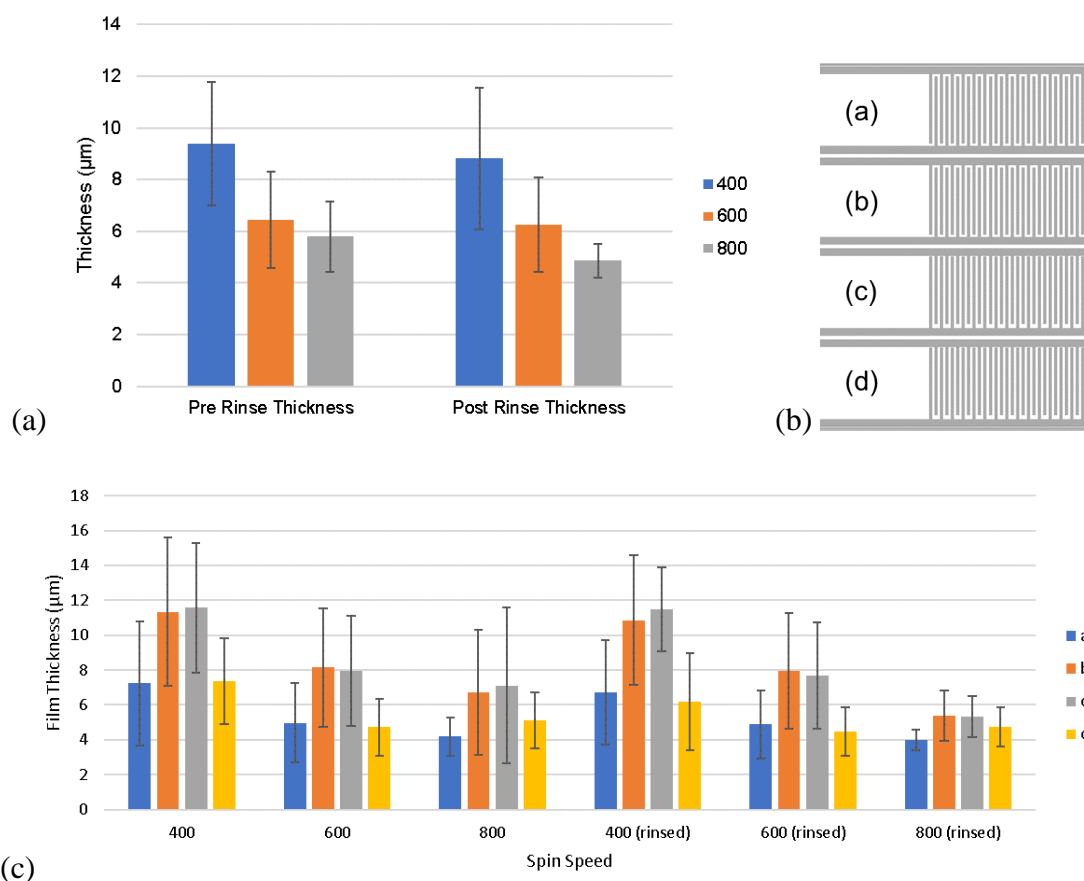 14
12
10
8
6
4
2
0
Thickness (µm)
Pre Rinse Thickness
Post Rinse Thickness
400
600
800
(a)
(a)
(b)
(c)
(d)
(b)
18
16
14
12
10
8
6
4
2
0
Film Thickness (µm)
400
600
800
400 (rinsed)
600 (rinsed)
800 (rinsed)
Spin Speed
(c)